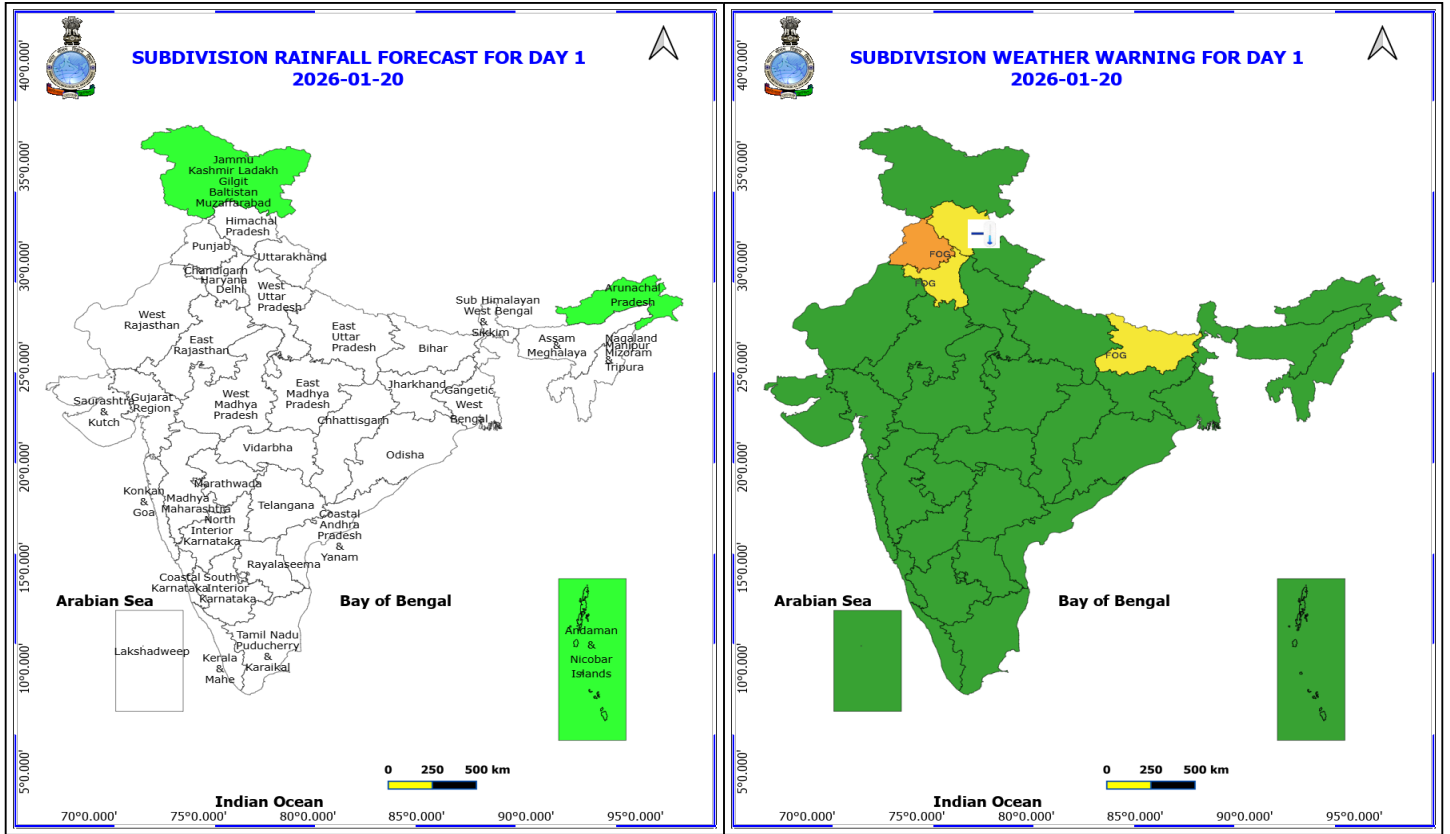 SUBDIVISION RAINFALL FORECAST FOR DAY 1
2026-01-20
40°0.000'
35°0.000'
30°0.000'
25°0.000'
20°0.000'
15°0.000'
10°0.000'
5°0.000'
Jammu
Kashmir Ladakh
Gilgit
Baltistan
Muzaffarabad
Himachal
Pradesh
Punjab
Uttarakhand
Chandigarh
Haryana
Delhi
West
Uttar
Pradesh
West
Rajasthan
East
Rajasthan
East
Uttar
Pradesh
Bihar
Sub Himalayan
West Bengal
&
Sikkim
Arunachal
Pradesh
Assam
&
Meghalaya
Nagaland
Manipur
Mizoram
&
Tripura
Saurashtra
&
Kutch
Gujarat
Region
West
Madhya
Pradesh
East
Madhya
Pradesh
Jharkhand
Gangetic
West
Bengal
Chhattisgarh
Vidarbha
Odisha
Konkan
&
Goa
Madhya
Maharashtra
Marathwada
Telangana
North
Interior
Karnataka
Coastal
Andhra
Pradesh
&
Yanam
Rayalaseema
Coastal
Karnataka
South
Interior
Karnataka
Arabian Sea
Bay of Bengal
Lakshadweep
Kerala
&
Mahe
Tamil Nadu
Puducherry
&
Karaikal
Andaman
&
Nicobar
Islands
0 250 500 km
Indian Ocean
70°0.000' 75°0.000' 80°0.000' 85°0.000' 90°0.000' 95°0.000'
SUBDIVISION WEATHER WARNING FOR DAY 1
2026-01-20
40°0.000'
35°0.000'
30°0.000'
25°0.000'
20°0.000'
15°0.000'
10°0.000'
5°0.000'
FOG
FOG
FOG
Arabian Sea
Bay of Bengal
0 250 500 km
Indian Ocean
70°0.000' 75°0.000' 80°0.000' 85°0.000' 90°0.000' 95°0.000'